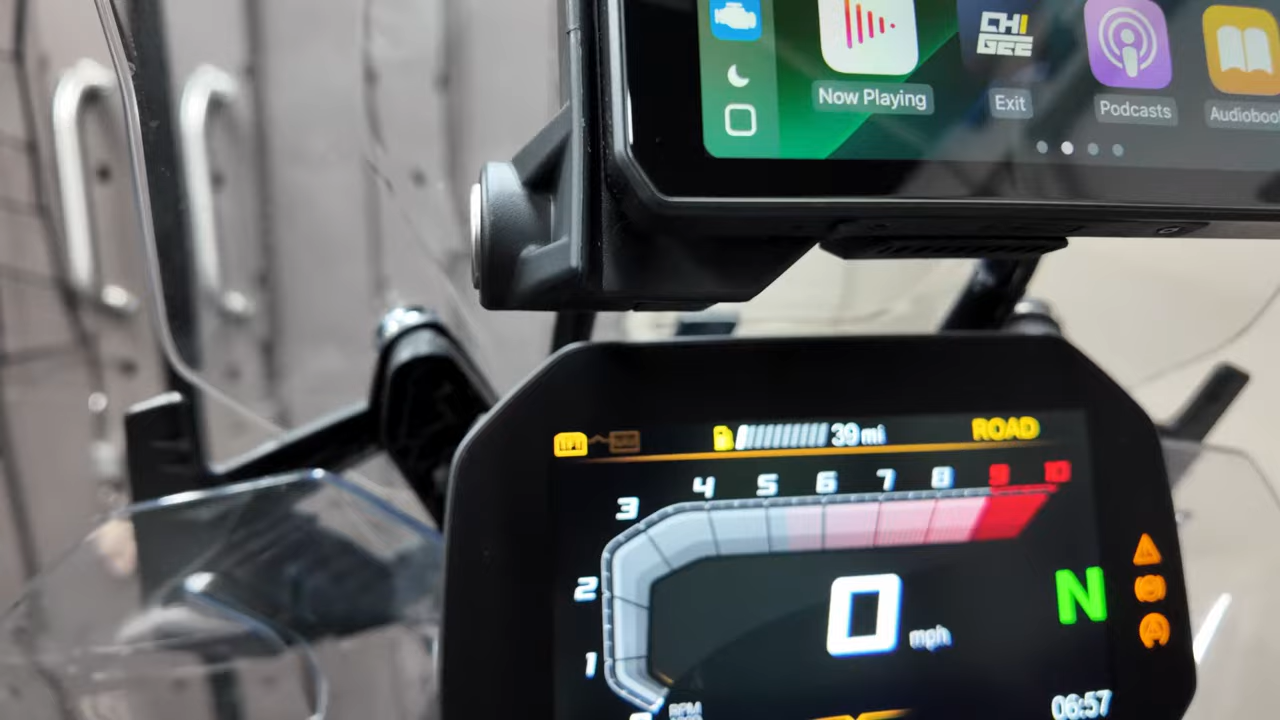 CHI
GEE
Now Playing
Exit
Podcasts
39 mi
ROAD
3 4 5 6 7 8 9 10
2
0 mph
N
1
RPM
06:57